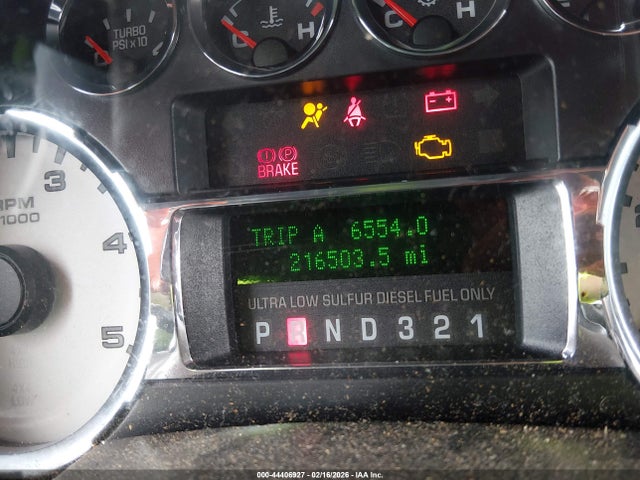 TURBO
PSI x 10
C H
C H
BRAKE
3
RPM
1000
4
5
TRIP A 6554.0
216503.5 mi
ULTRA LOW SULFUR DIESEL FUEL ONLY
P R N D 3 2 1
000-44406927 - 02/16/2026 - IAA Inc.